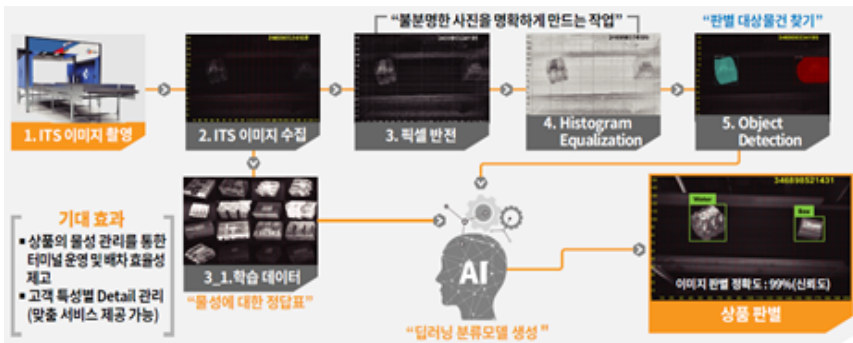 "불분명한 사진을 명확하게 만드는 작업"
"판별 대상물건 찾기"
1. ITS 이미지 촬영
2. ITS 이미지 수집
3. 픽셀 반전
4. Histogram
Equalization
5. Object
Detection
기대 효과
▪ 상품의 물성 관리를 통한
터미널 운영 및 배차 효율성
제고
▪ 고객 특성별 Detail 관리
(맞춤 서비스 제공 가능)
3_1.학습 데이터
"물성에 대한 정답표"
AI
"딥러닝 분류모델 생성"
346898521431
Box
이미지 판별 정확도 : 99%(신뢰도)
상품 판별